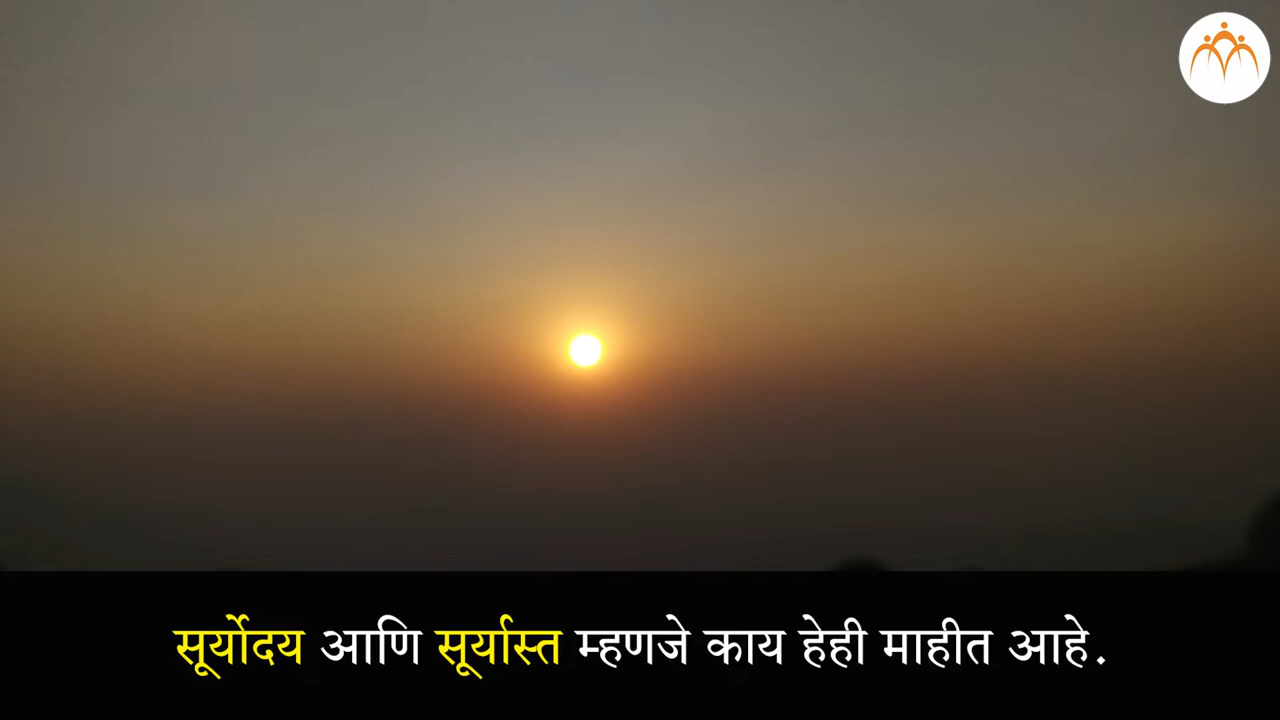 सूर्योदय आणि सूर्यास्त म्हणजे काय हेही माहीत आहे.